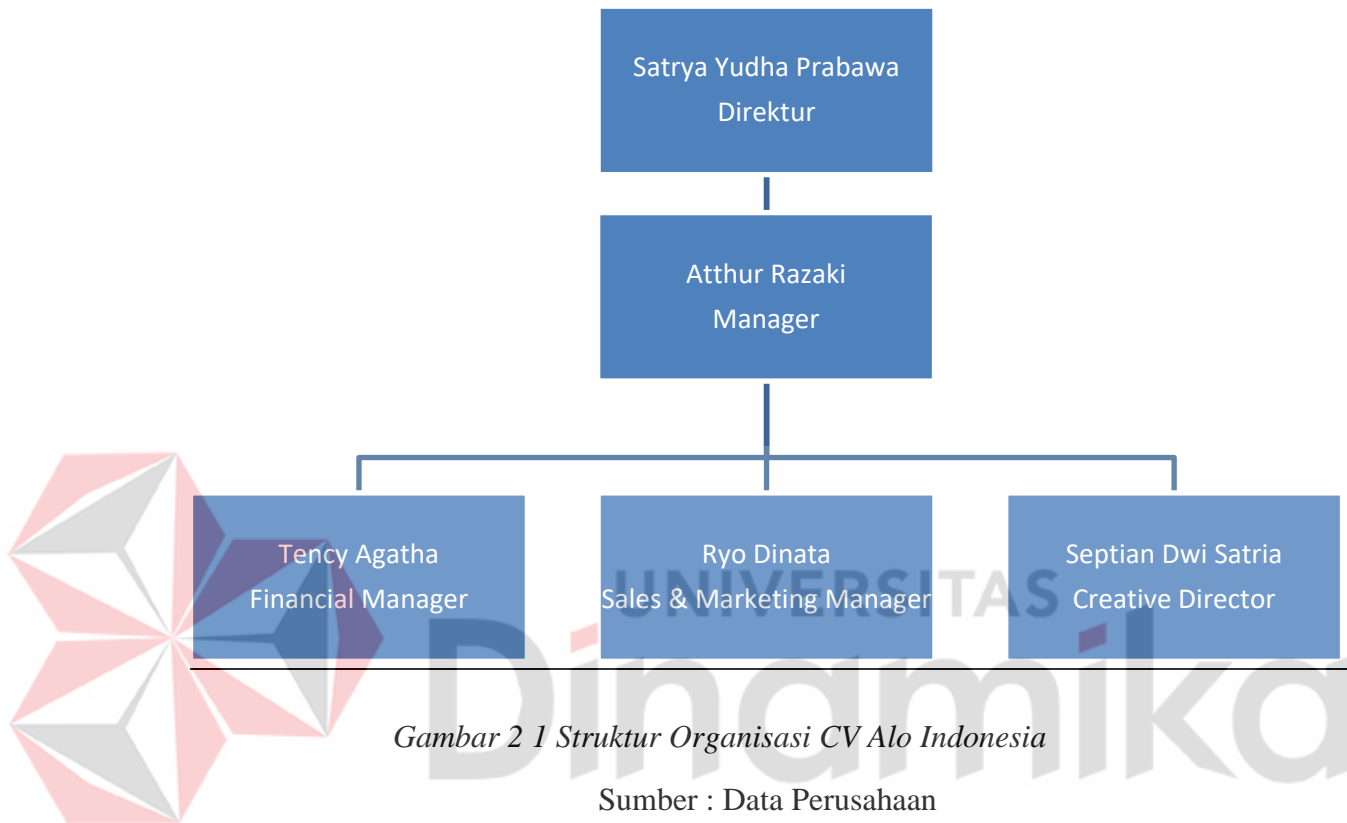 Satrya Yudha Prabawa
Direktur
Atthur Razaki
Manager
Tency Agatha
Financial Manager
Ryo Dinata
Sales & Marketing Manager
Septian Dwi Satria
Creative Director
UNIVERSITAS
Dinamika
Gambar 2 1 Struktur Organisasi CV Alo Indonesia
Sumber : Data Perusahaan